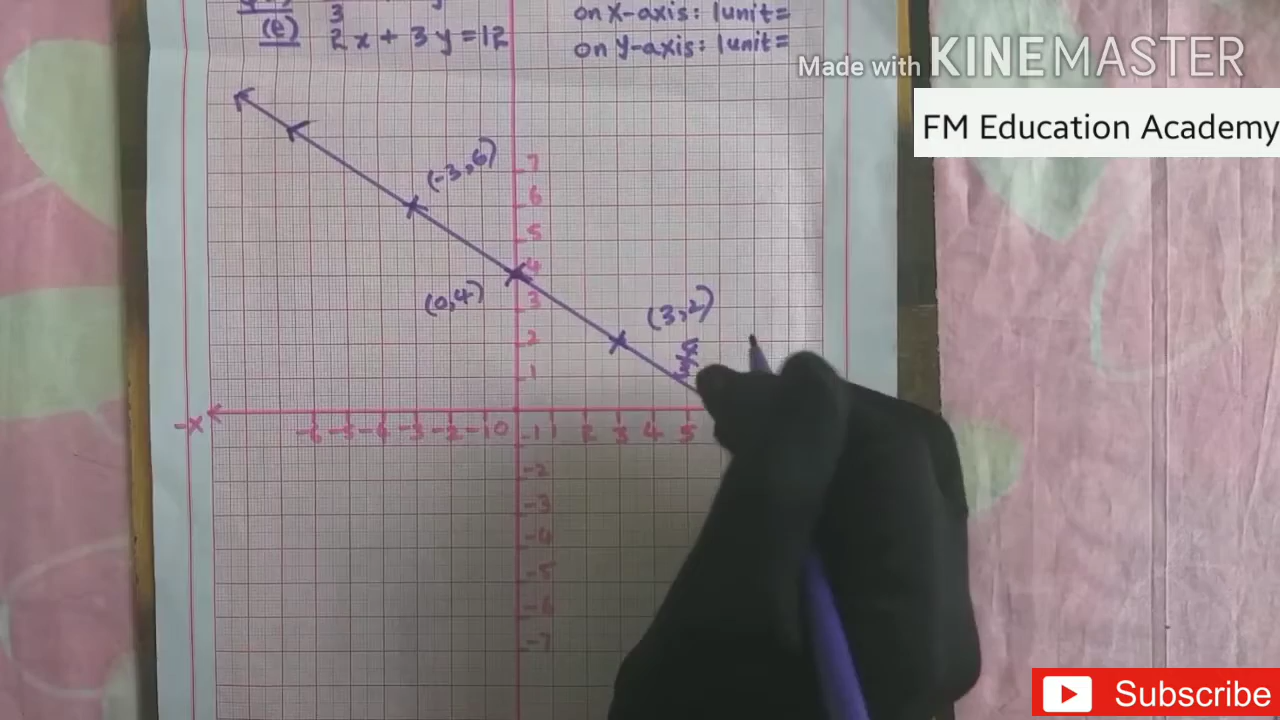 3
(e) 2x + 3y = 12
on X-axis: 1unit=
on y-axis: 1unit=
Made with KINEMASTER
FM Education Academy
(-3,6)
7
6
5
4
(0,4)
3
(3,2)
2
1
-X
-6 -5 -4 -3 -2 -1 0 1 2 3 4 5
-1
-2
-3
-4
-5
-6
-7
Subscribe